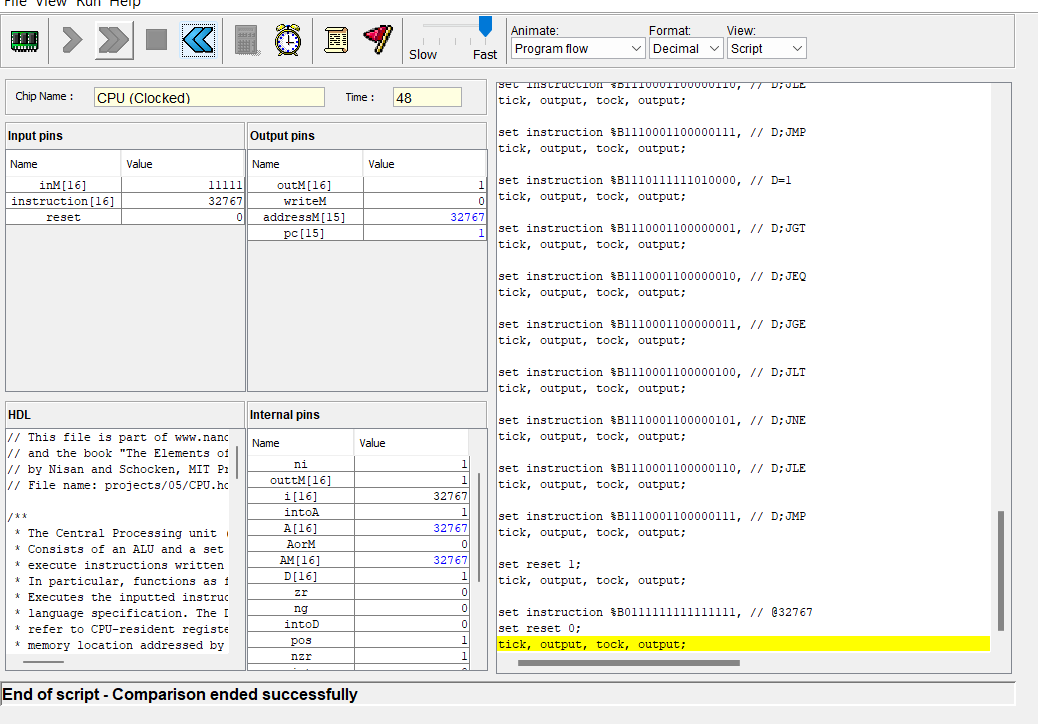 File View Run Help
Animate: Format: View:
Slow Fast Program flow Decimal Script
Chip Name : CPU (Clocked) Time : 48
Input pins
Name Value
inM[16] 11111
instruction[16] 32767
reset 0
Output pins
Name Value
outM[16] 1
writeM 0
addressM[15] 32767
pc[15] 1
HDL
// This file is part of www.nand
// and the book "The Elements of
// by Nisan and Schocken, MIT Pr
// File name: projects/05/CPU.hd
/**
* The Central Processing unit (
* Consists of an ALU and a set
* execute instructions written
* In particular, functions as f
* Executes the inputted instruc
* language specification. The D
* refer to CPU-resident registe
* memory location addressed by
Internal pins
Name Value
ni 1
outtM[16] 1
i[16] 32767
intoA 1
A[16] 32767
AorM 0
AM[16] 32767
D[16] 1
zr 0
ng 0
intoD 0
pos 1
nzr 1
set instruction %B1110001100000110, // D;JLE
tick, output, tock, output;
set instruction %B1110001100000111, // D;JMP
tick, output, tock, output;
set instruction %B1110111111010000, // D=1
tick, output, tock, output;
set instruction %B1110001100000001, // D;JGT
tick, output, tock, output;
set instruction %B1110001100000010, // D;JEQ
tick, output, tock, output;
set instruction %B1110001100000011, // D;JGE
tick, output, tock, output;
set instruction %B1110001100000100, // D;JLT
tick, output, tock, output;
set instruction %B1110001100000101, // D;JNE
tick, output, tock, output;
set instruction %B1110001100000110, // D;JLE
tick, output, tock, output;
set instruction %B1110001100000111, // D;JMP
tick, output, tock, output;
set reset 1;
tick, output, tock, output;
set instruction %B0111111111111111, // @32767
set reset 0;
tick, output, tock, output;
End of script - Comparison ended successfully